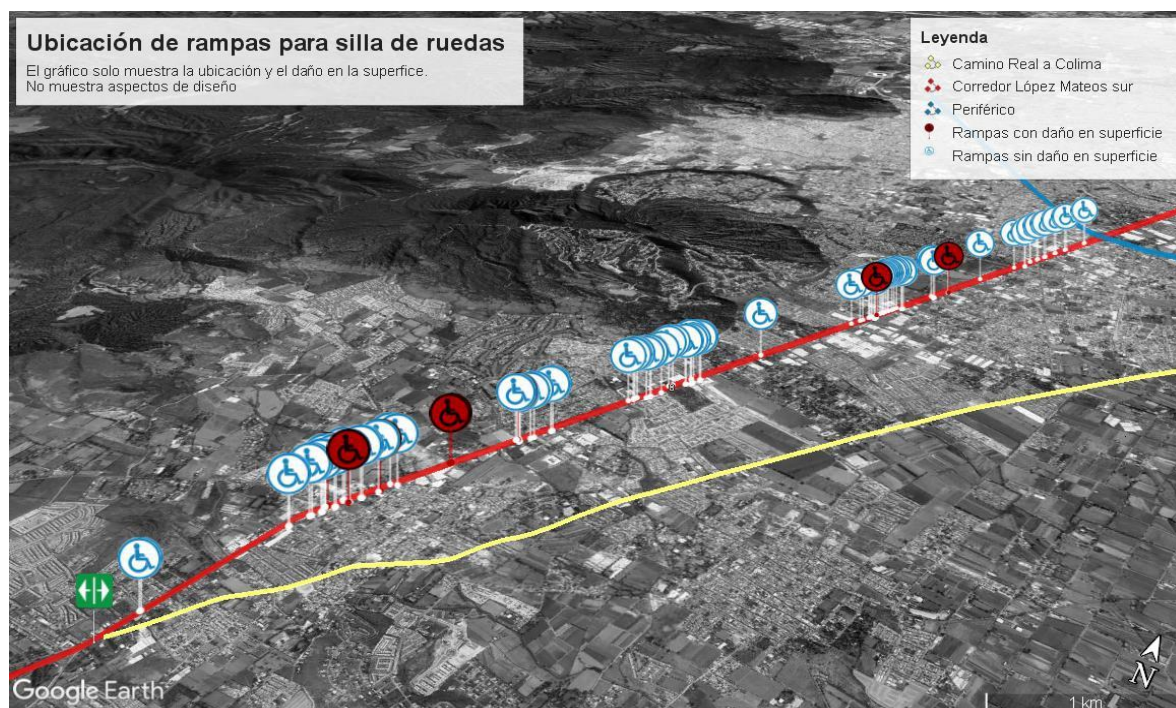 Ubicación de rampas para silla de ruedas
El gráfico solo muestra la ubicación y el daño en la superfice.
No muestra aspectos de diseño
Leyenda
Camino Real a Colima
Corredor López Mateos sur
Periférico
Rampas con daño en superficie
Rampas sin daño en superficie
Google Earth
N
1 km